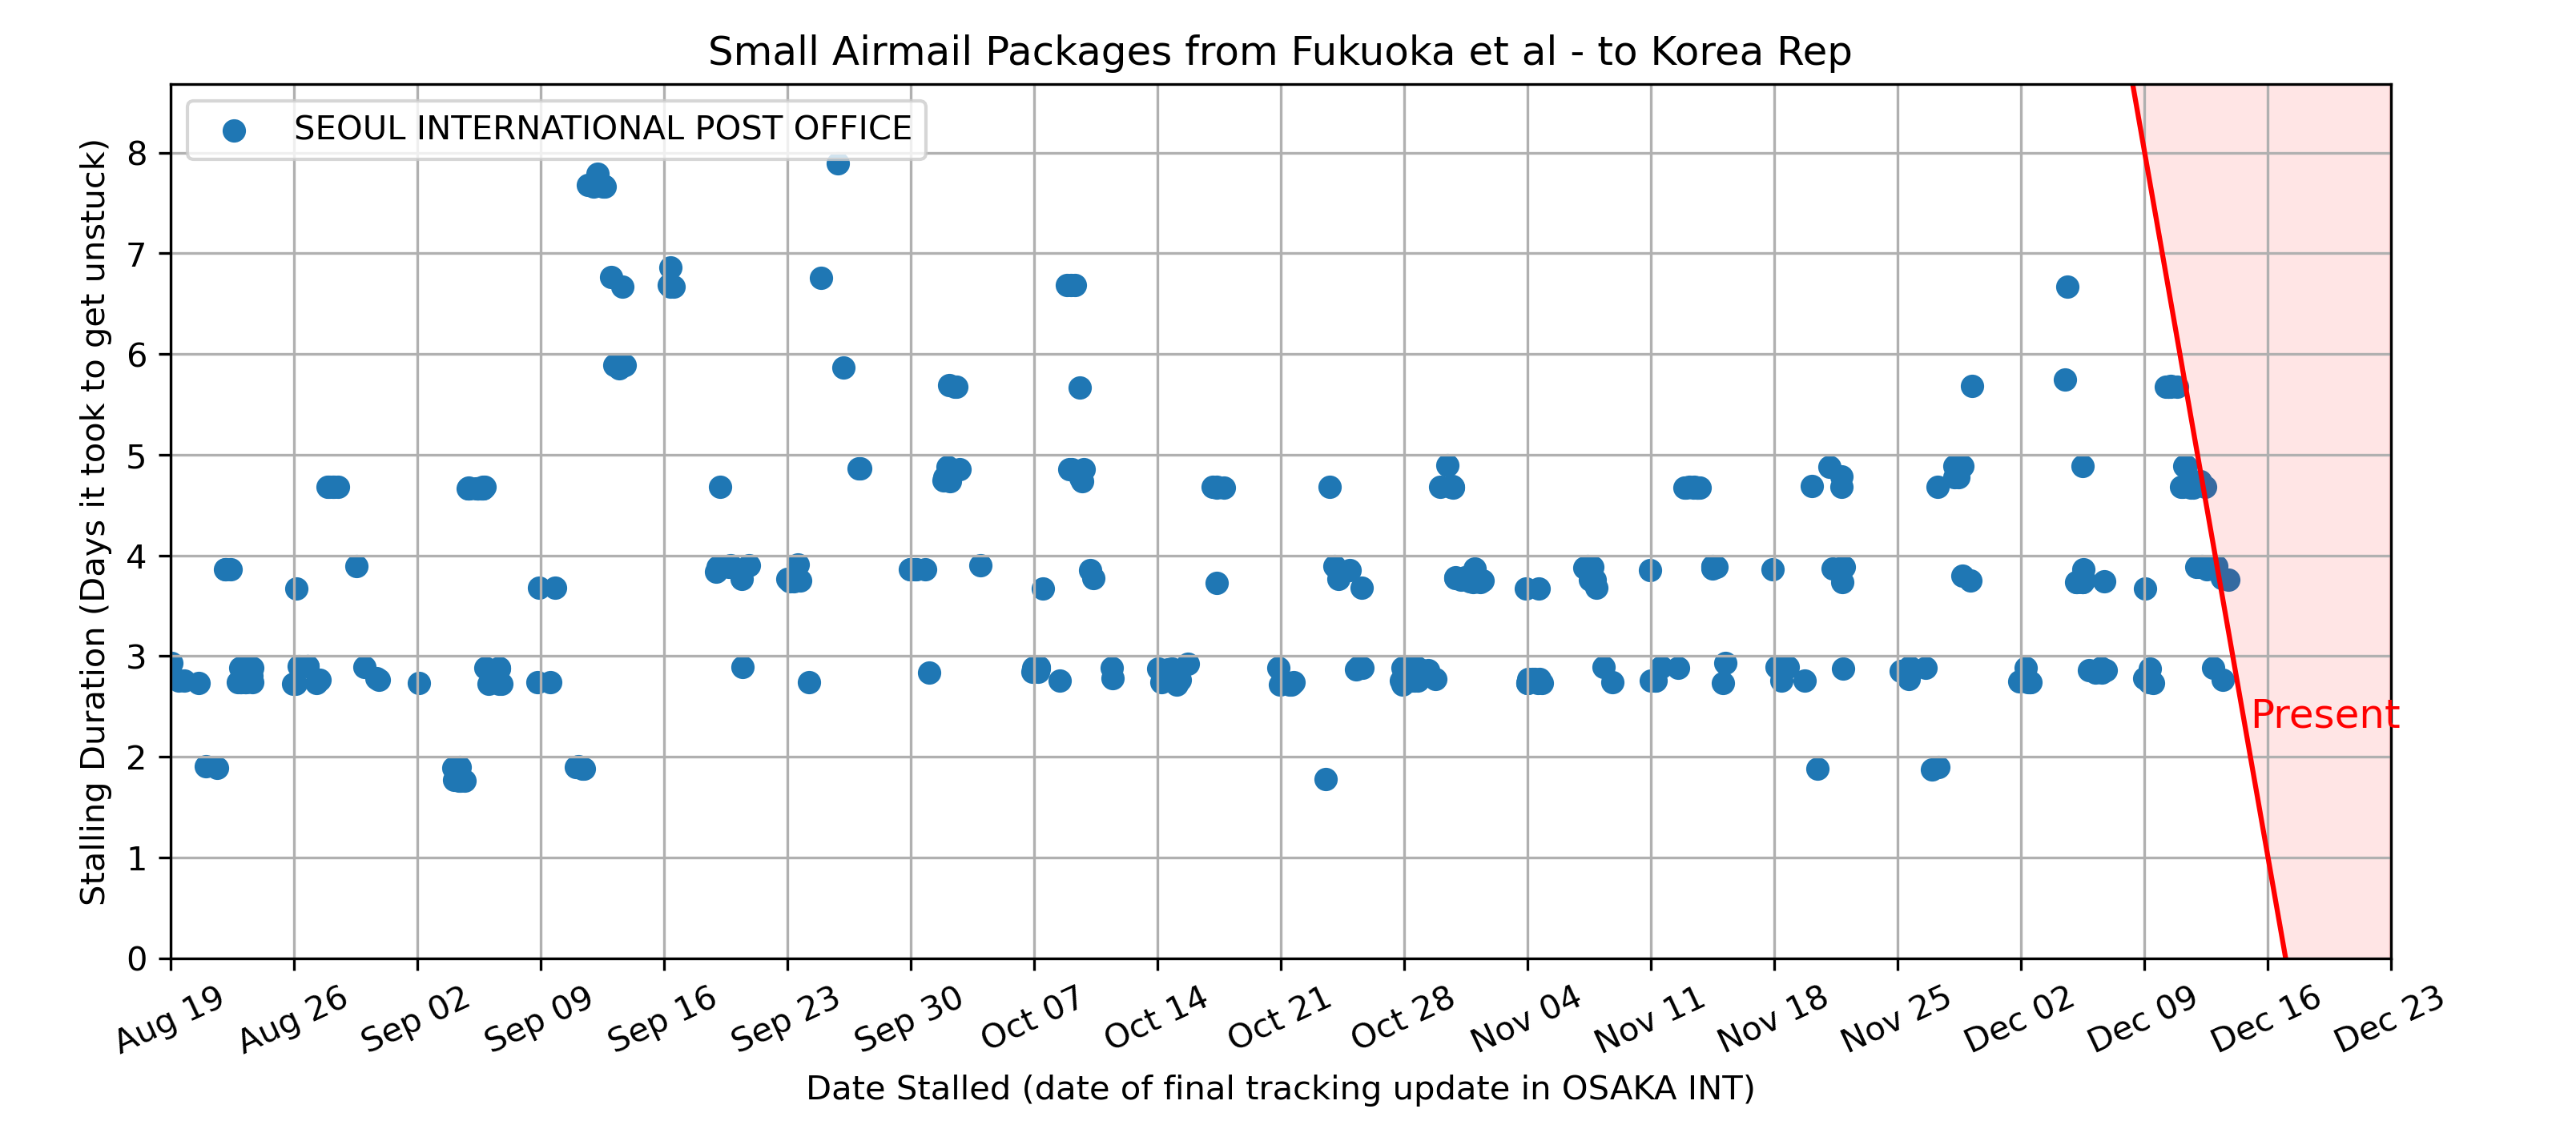 Small Airmail Packages from Fukuoka et al - to Korea Rep
SEOUL INTERNATIONAL POST OFFICE
Stalling Duration (Days it took to get unstuck)
8
7
6
5
4
3
2
1
0
Present
Aug 19
Aug 26
Sep 02
Sep 09
Sep 16
Sep 23
Sep 30
Oct 07
Oct 14
Oct 21
Oct 28
Nov 04
Nov 11
Nov 18
Nov 25
Dec 02
Dec 09
Dec 16
Dec 23
Date Stalled (date of final tracking update in OSAKA INT)